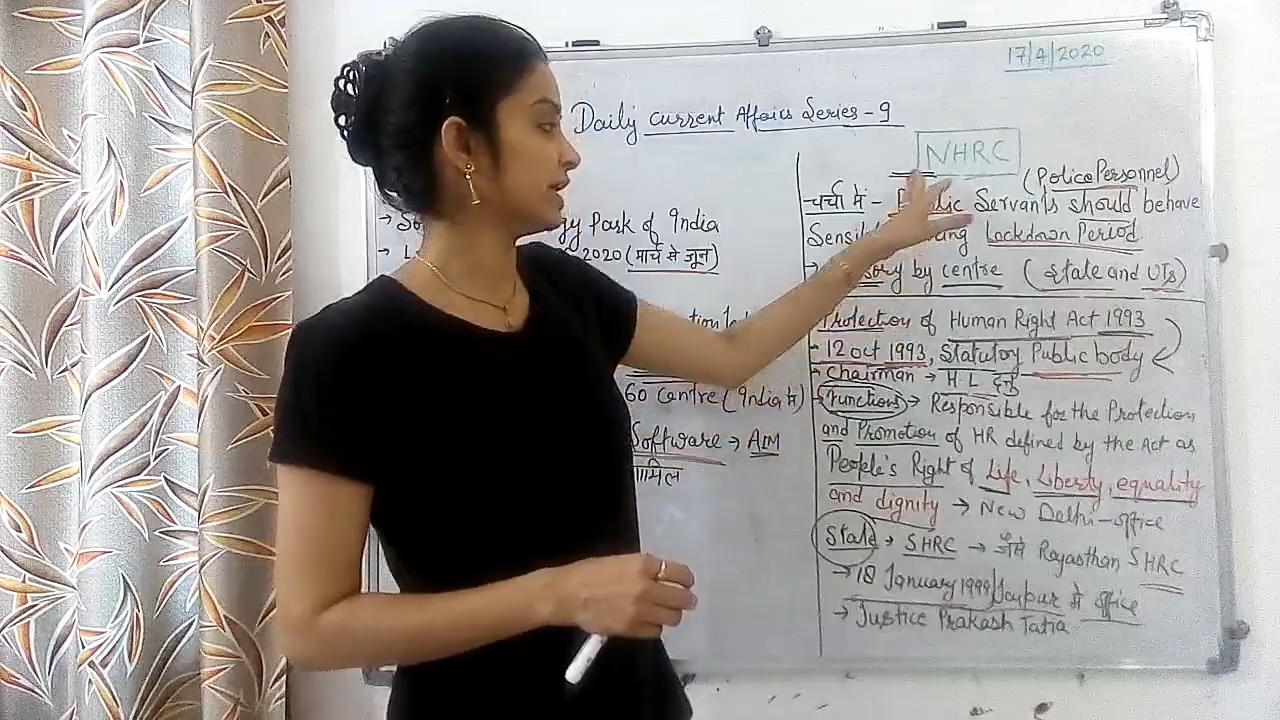 17/4/2020
Daily Current Affairs Series - 9
gy Park of India
2020 (मार्च से जून)
60 Centre (India में)
Software → AIM
NHRC
(Police Personnel)
चर्चा में - Servants should behave
Lockdown Period
by centre (State and UTs)
Protection of Human Right Act 1993
12 Oct 1993, Statutory Public body
Chairman → H.L दत्तु
Functions → Responsible for the Protection
and Promotion of HR defined by the Act as
People's Right of Life, Liberty, equality
and dignity → New Delhi - office
State → SHRC → जैसे Rajasthan SHRC
→ 18 January 1999/Jaipur में office
→ Justice Prakash Tatia